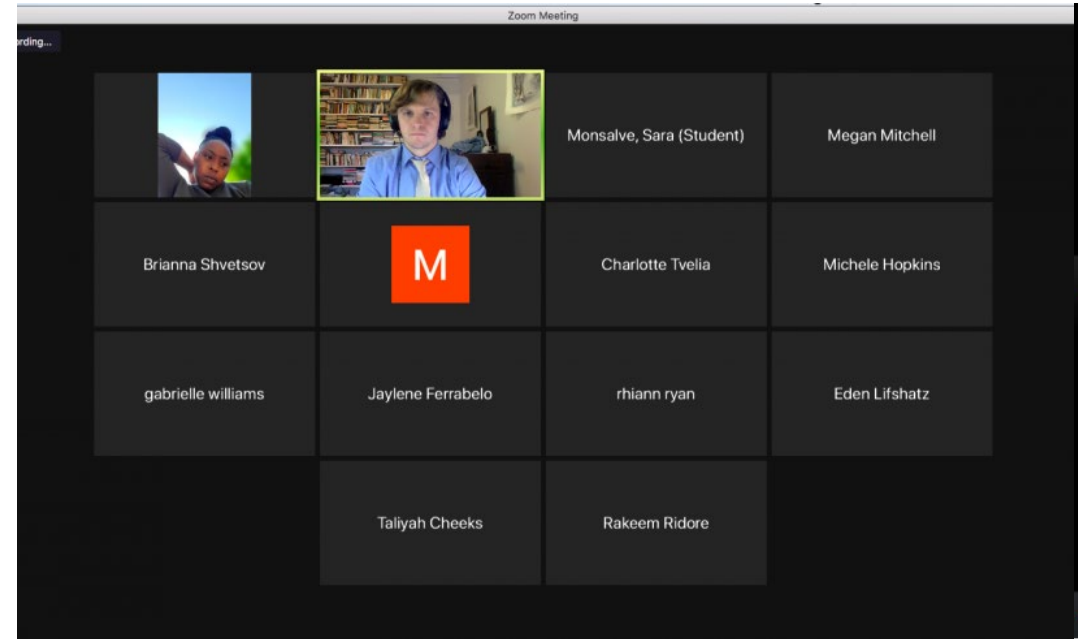 Zoom Meeting
ording...
Monsalve, Sara (Student)
Megan Mitchell
Brianna Shvetsov
M
Charlotte Tvelia
Michele Hopkins
gabrielle williams
Jaylene Ferrabelo
rhiann ryan
Eden Lifshatz
Taliyah Cheeks
Rakeem Ridore